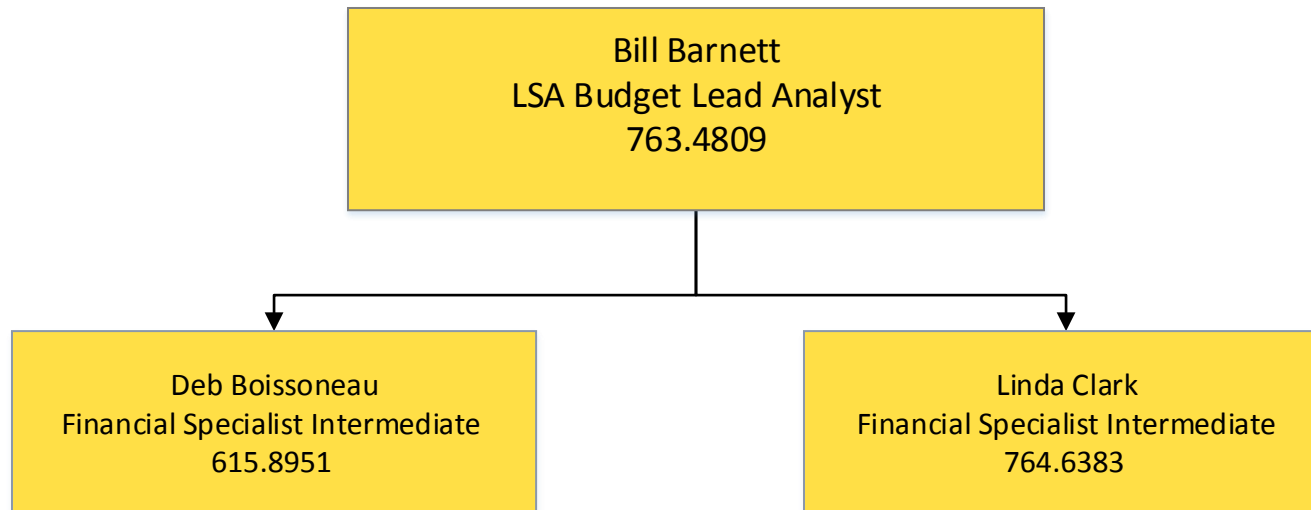 Bill Barnett
LSA Budget Lead Analyst
763.4809
Deb Boissoneau
Financial Specialist Intermediate
615.8951
Linda Clark
Financial Specialist Intermediate
764.6383